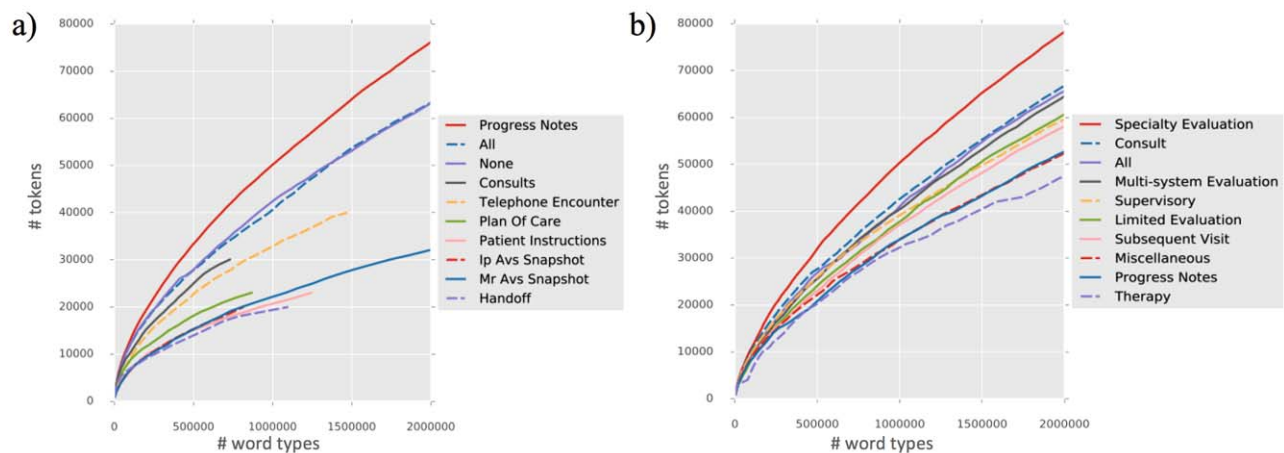 a)
80000
70000
60000
50000
40000
30000
20000
10000
0
# tokens
0 500000 1000000 1500000 2000000
# word types
Progress Notes
All
None
Consults
Telephone Encounter
Plan Of Care
Patient Instructions
Ip Avs Snapshot
Mr Avs Snapshot
Handoff
b)
80000
70000
60000
50000
40000
30000
20000
10000
0
# tokens
0 500000 1000000 1500000 2000000
# word types
Specialty Evaluation
Consult
All
Multi-system Evaluation
Supervisory
Limited Evaluation
Subsequent Visit
Miscellaneous
Progress Notes
Therapy